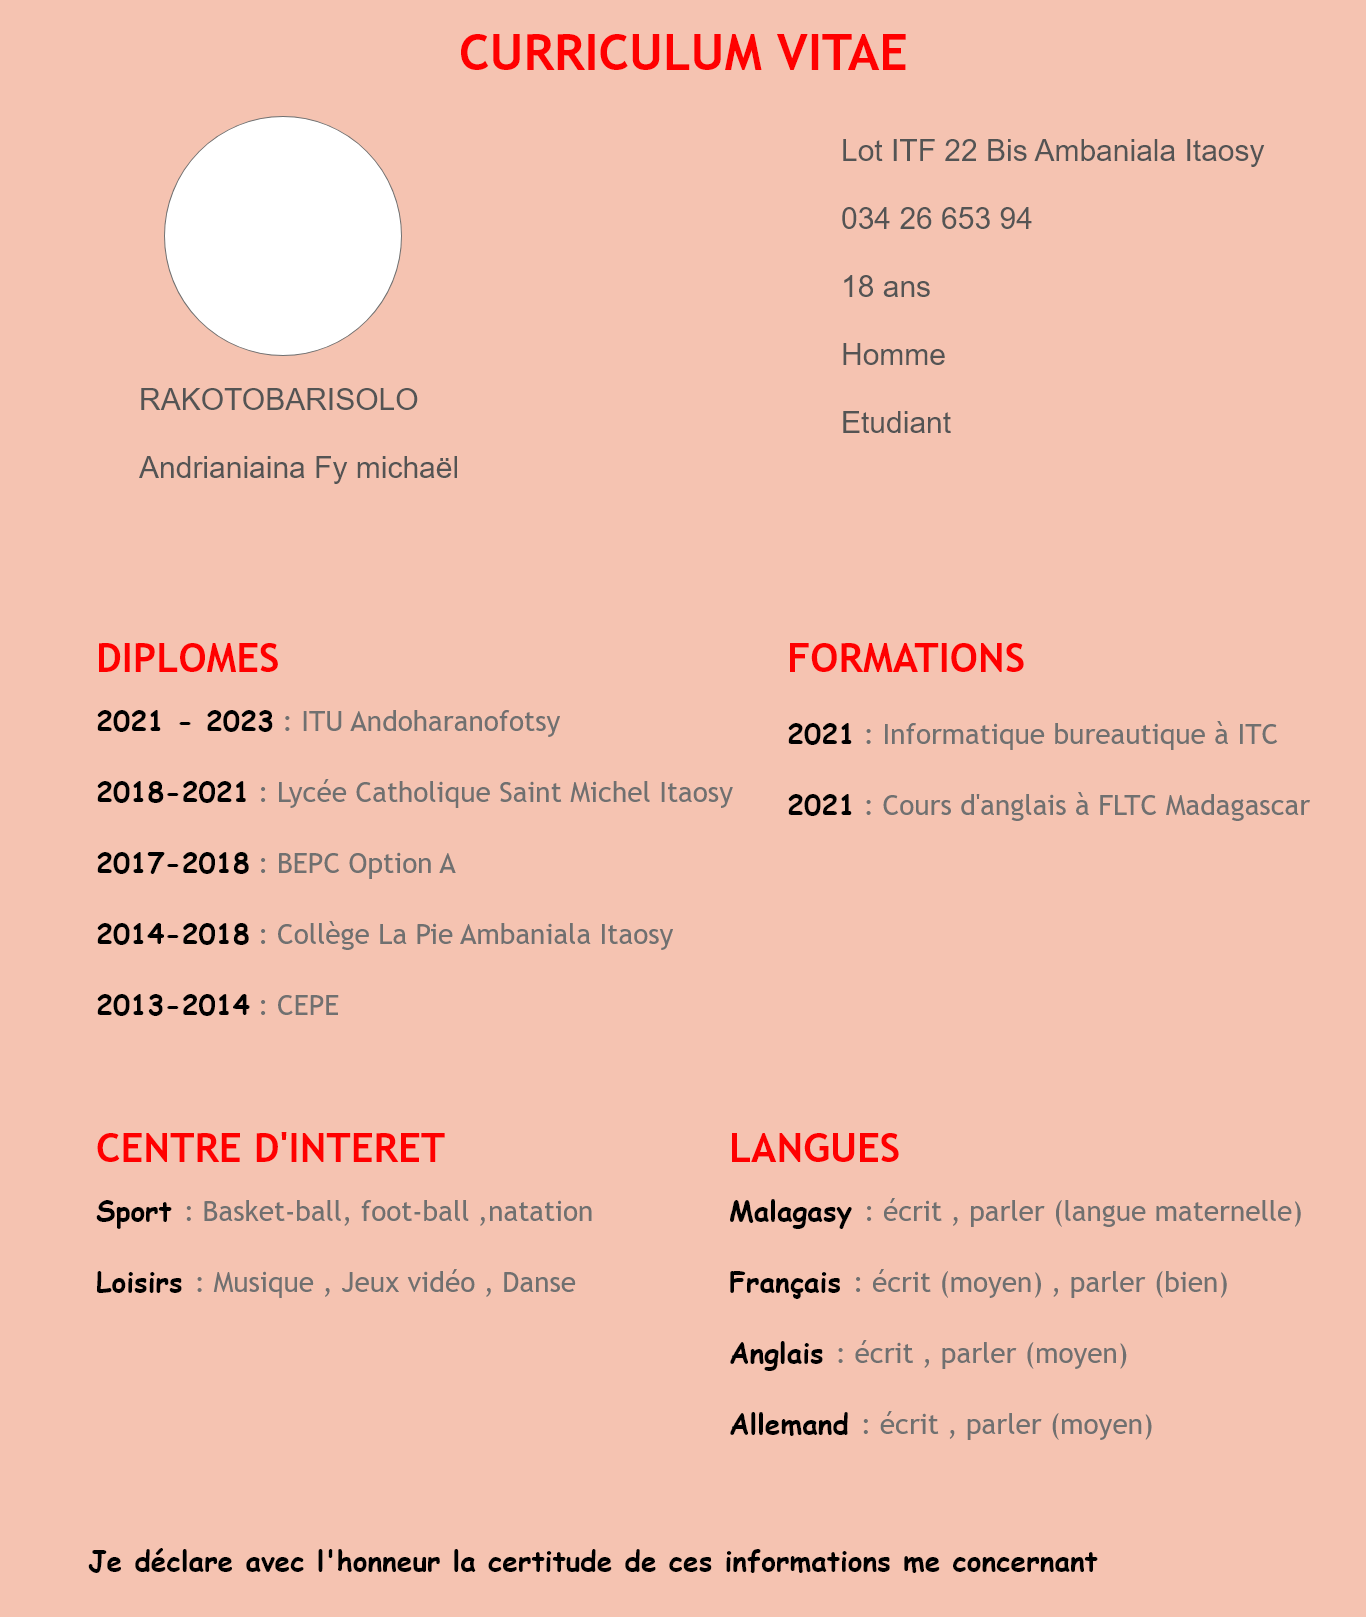 CURRICULUM VITAE
RAKOTOBARISOLO
Andrianiaina Fy michaël
Lot ITF 22 Bis Ambaniala Itaosy
034 26 653 94
18 ans
Homme
Etudiant
DIPLOMES
2021 - 2023 : ITU Andoharanofotsy
2018-2021 : Lycée Catholique Saint Michel Itaosy
2017-2018 : BEPC Option A
2014-2018 : Collège La Pie Ambaniala Itaosy
2013-2014 : CEPE
FORMATIONS
2021 : Informatique bureautique à ITC
2021 : Cours d'anglais à FLTC Madagascar
CENTRE D'INTERET
Sport : Basket-ball, foot-ball ,natation
Loisirs : Musique , Jeux vidéo , Danse
LANGUES
Malagasy : écrit , parler (langue maternelle)
Français : écrit (moyen) , parler (bien)
Anglais : écrit , parler (moyen)
Allemand : écrit , parler (moyen)
Je déclare avec l'honneur la certitude de ces informations me concernant